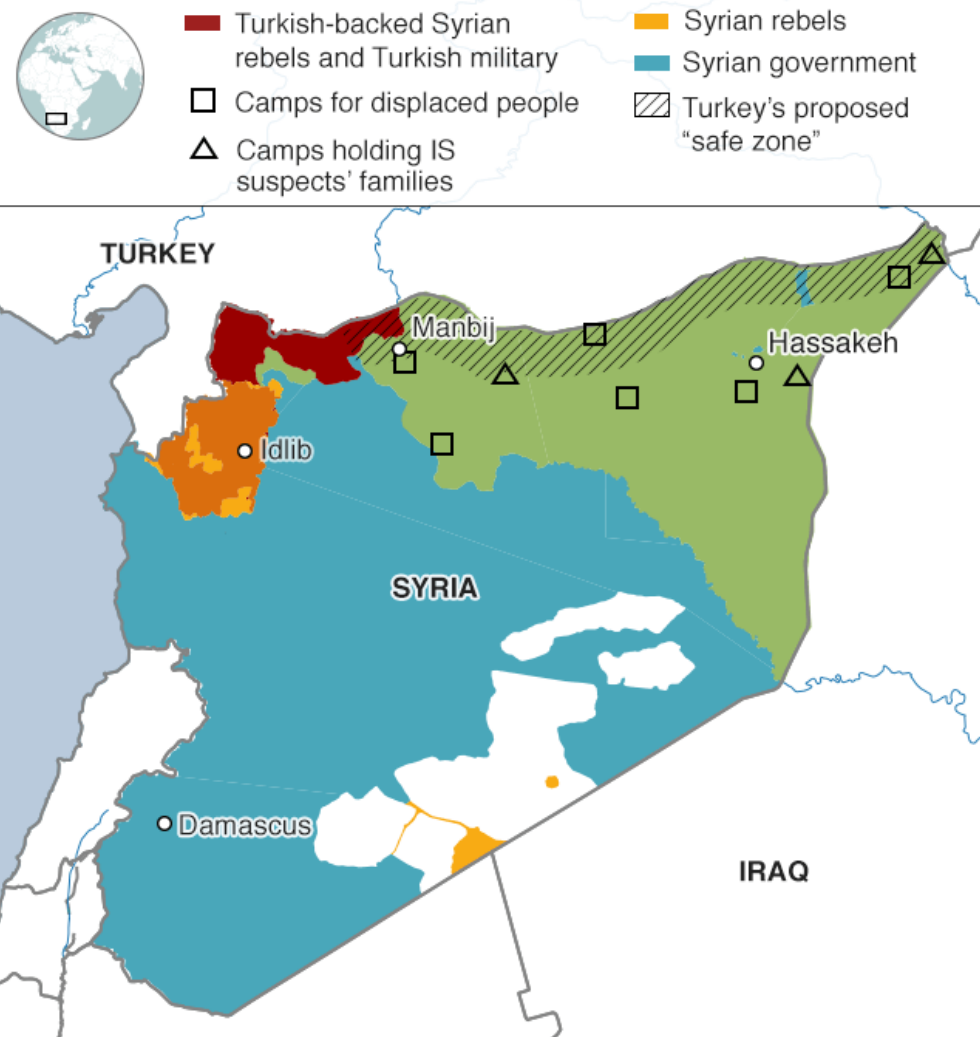 Turkish-backed Syrian
rebels and Turkish military
Camps for displaced people
Camps holding IS
suspects' families
Syrian rebels
Syrian government
Turkey's proposed
“safe zone”
TURKEY
Manbij
Hassakeh
Idlib
SYRIA
Damascus
IRAQ